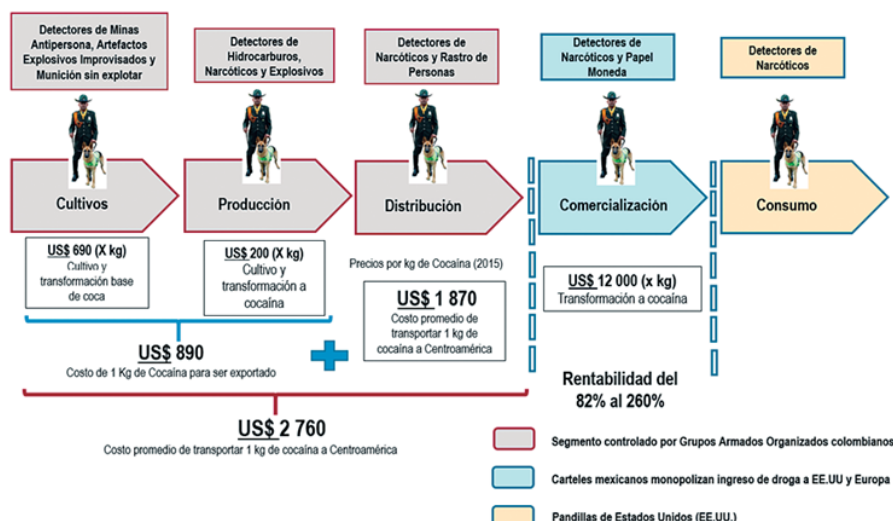 Detectores de Minas
Antipersona, Artefactos
Explosivos Improvisados y
Munición sin explotar
Detectores de
Hidrocarburos,
Narcóticos y Explosivos
Detectores de
Narcóticos y Rastro de
Personas
Detectores de
Narcóticos y Papel
Moneda
Detectores de
Narcóticos
Cultivos
Producción
Distribución
Comercialización
Consumo
US$ 690 (X kg)
Cultivo y
transformación base
de coca
US$ 200 (X kg)
Cultivo y
transformación a
cocaína
Precios por kg de Cocaína (2015)
US$ 1 870
Costo promedio de
transportar 1 kg de
cocaína a Centroamérica
US$ 12 000 (x kg)
Transformación a cocaína
US$ 890
Costo de 1 Kg de Cocaína para ser exportado
US$ 2 760
Costo promedio de transportar 1 kg de cocaína a Centroamérica
Rentabilidad del
82% al 260%
Segmento controlado por Grupos Armados Organizados colombianos
Carteles mexicanos monopolizan ingreso de droga a EE.UU y Europa
Pandillas de Estados Unidos (EE.UU.)